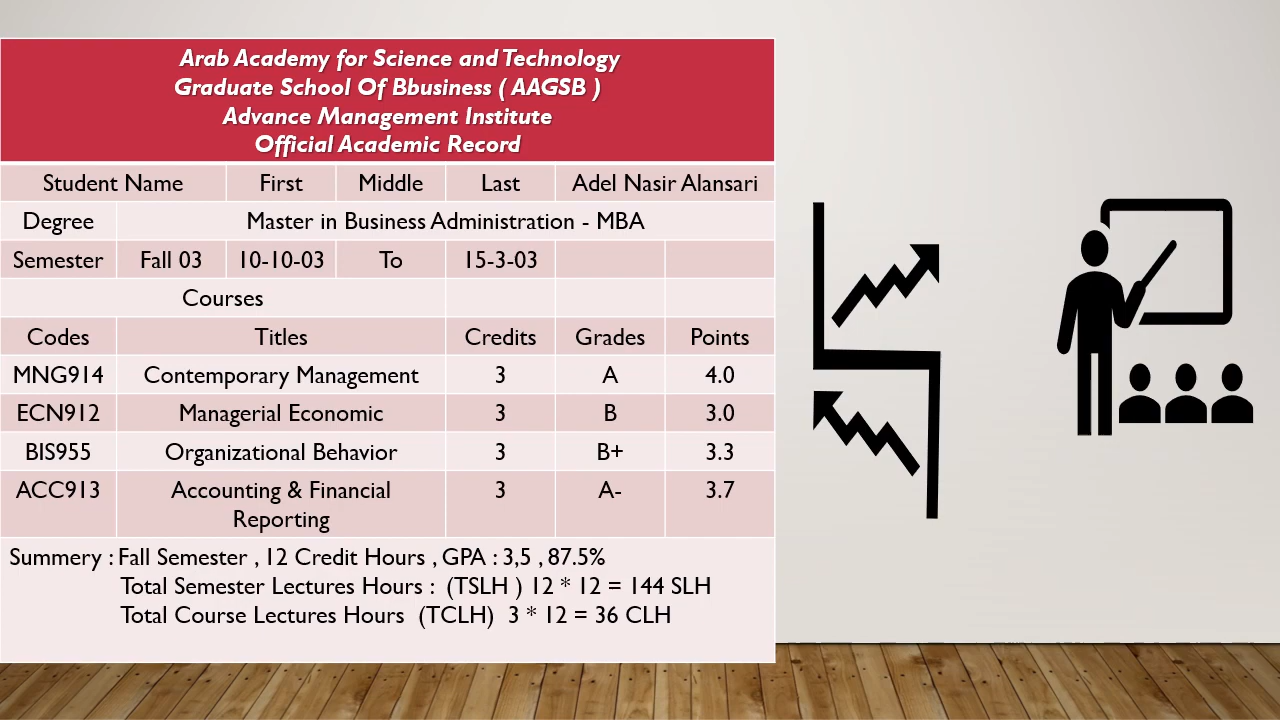 Arab Academy for Science and Technology
Graduate School Of Bbusiness ( AAGSB )
Advance Management Institute
Official Academic Record
Student Name First Middle Last Adel Nasir Alansari
Degree Master in Business Administration - MBA
Semester Fall 03 10-10-03 To 15-3-03
Courses
Codes Titles Credits Grades Points
MNG914 Contemporary Management 3 A 4.0
ECN912 Managerial Economic 3 B 3.0
BIS955 Organizational Behavior 3 B+ 3.3
ACC913 Accounting & Financial 3 A- 3.7
Reporting
Summery : Fall Semester , 12 Credit Hours , GPA : 3,5 , 87.5%
Total Semester Lectures Hours : (TSLH ) 12 * 12 = 144 SLH
Total Course Lectures Hours (TCLH) 3 * 12 = 36 CLH